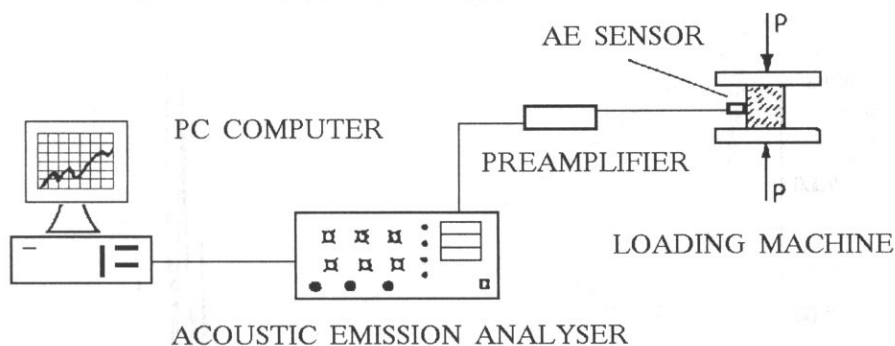 P
AE SENSOR
PC COMPUTER
PREAMPLIFIER
P
LOADING MACHINE
ACOUSTIC EMISSION ANALYSER